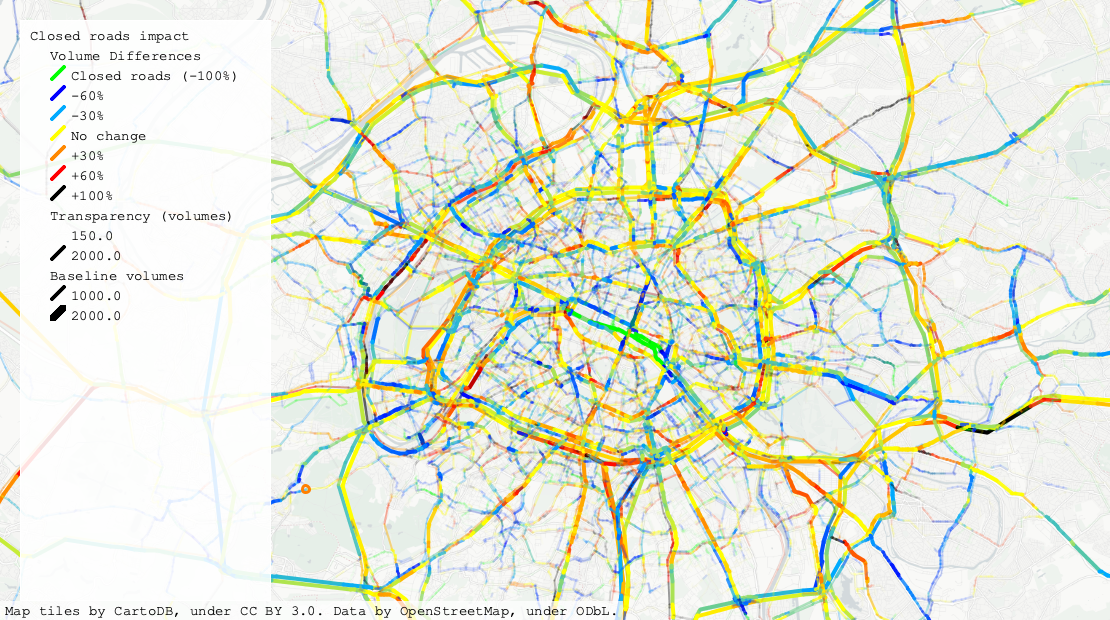 Closed roads impact
Volume Differences
Closed roads (-100%)
-60%
-30%
No change
+30%
+60%
+100%
Transparency (volumes)
150.0
2000.0
Baseline volumes
1000.0
2000.0
Map tiles by CartoDB, under CC BY 3.0. Data by OpenStreetMap, under ODbL.